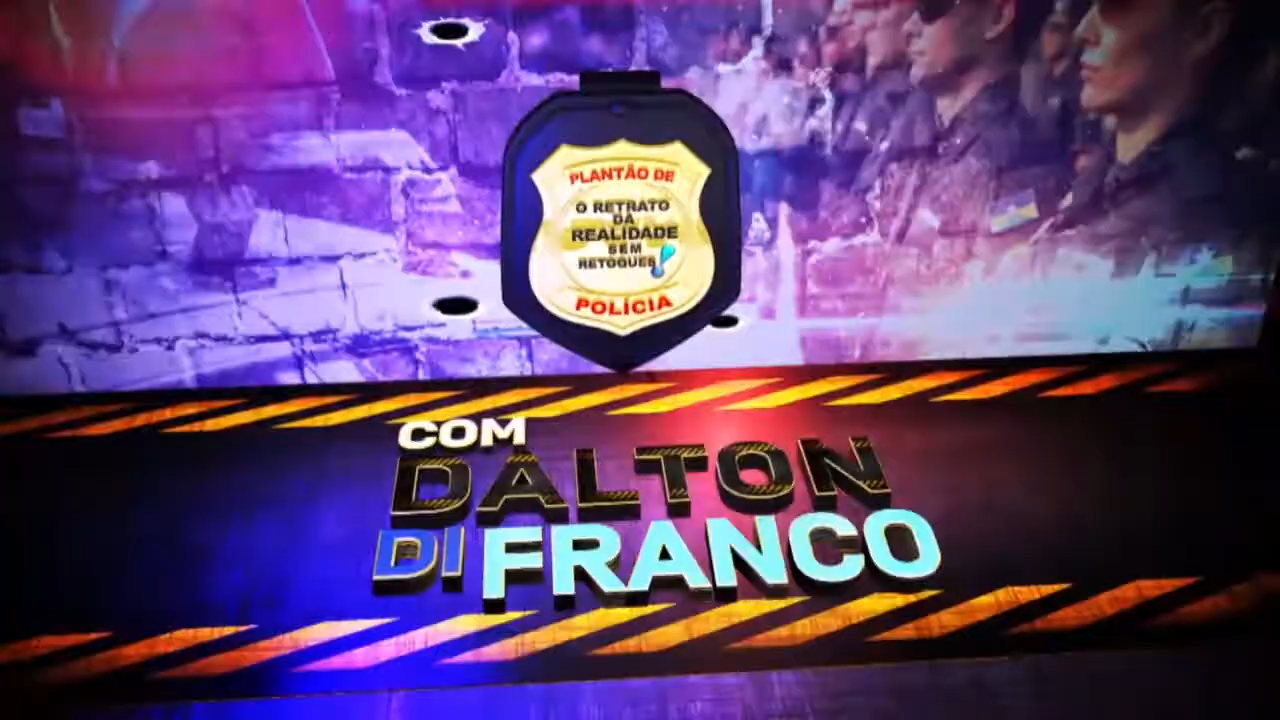 PLANTÃO DE
O RETRATO
DA
REALIDADE
SEM
RETOQUES!
POLÍCIA
COM
DALTON
DI FRANCO